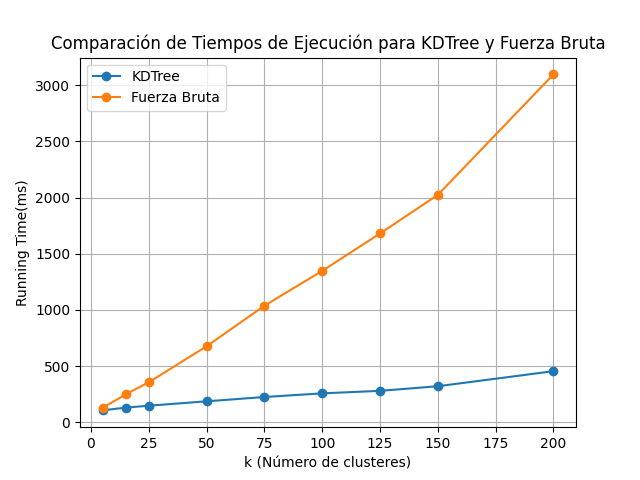 Comparación de Tiempos de Ejecución para KDTree y Fuerza Bruta
KDTree
Fuerza Bruta
Running Time(ms)
3000
2500
2000
1500
1000
500
0
0 25 50 75 100 125 150 175 200
k (Número de clusteres)